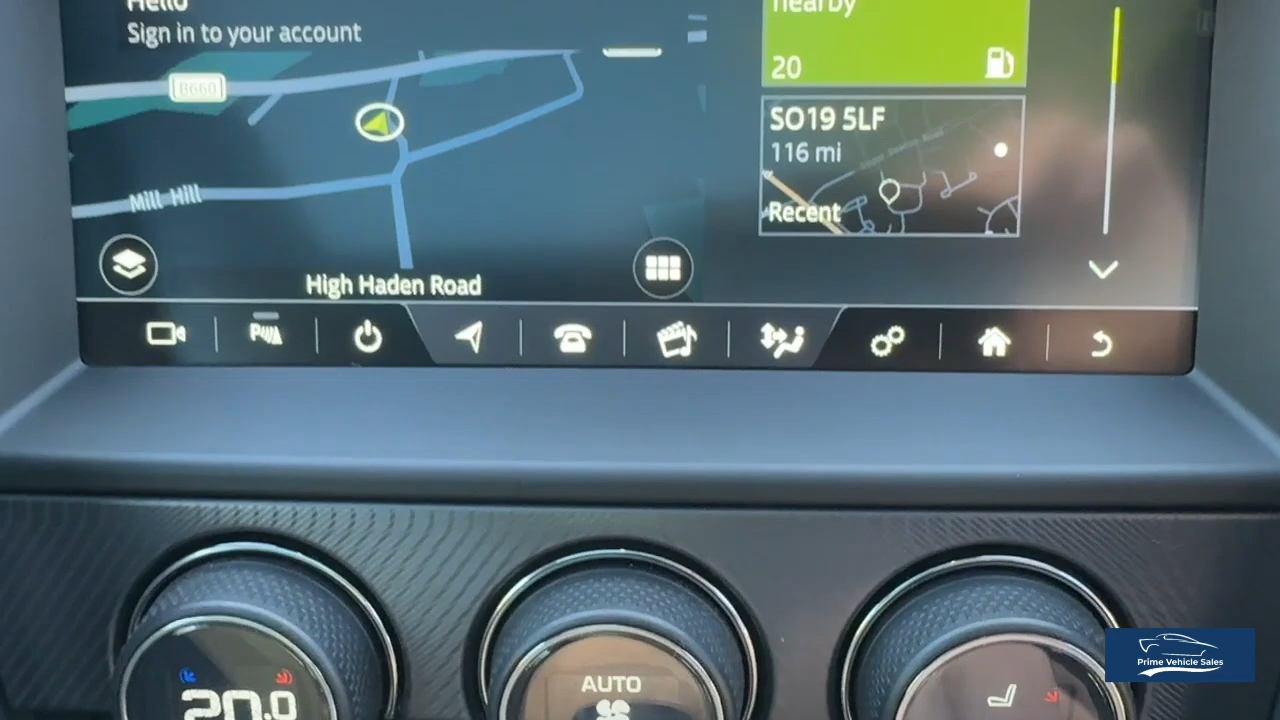 Hello
Sign in to your account
B660
Mill Hill
High Haden Road
nearby
20
SO19 5LF
116 mi
Recent
P
AUTO
20.0
Prime Vehicle Sales